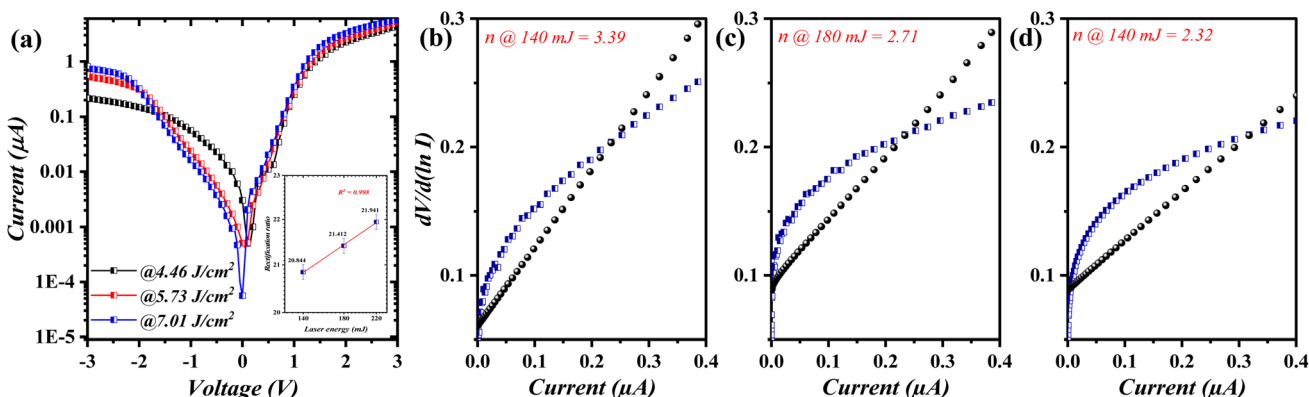 (a)
Current (μA)
1
0.1
0.01
0.001
1E-4
1E-5
@4.46 J/cm²
@5.73 J/cm²
@7.01 J/cm²
-3
-2
-1
0
1
2
3
Voltage (V)
Rectification ratio
23
22
21
20
R² = 0.998
20.844
21.412
21.941
140
180
220
Laser energy (mJ)
(b)
n @ 140 mJ = 3.39
dV/d(ln I)
0.3
0.2
0.1
0.0
0.1
0.2
0.3
0.4
Current (μA)
(c)
n @ 180 mJ = 2.71
0.3
0.2
0.1
0.0
0.1
0.2
0.3
0.4
Current (μA)
(d)
n @ 140 mJ = 2.32
0.3
0.2
0.1
0.0
0.1
0.2
0.3
0.4
Current (μA)